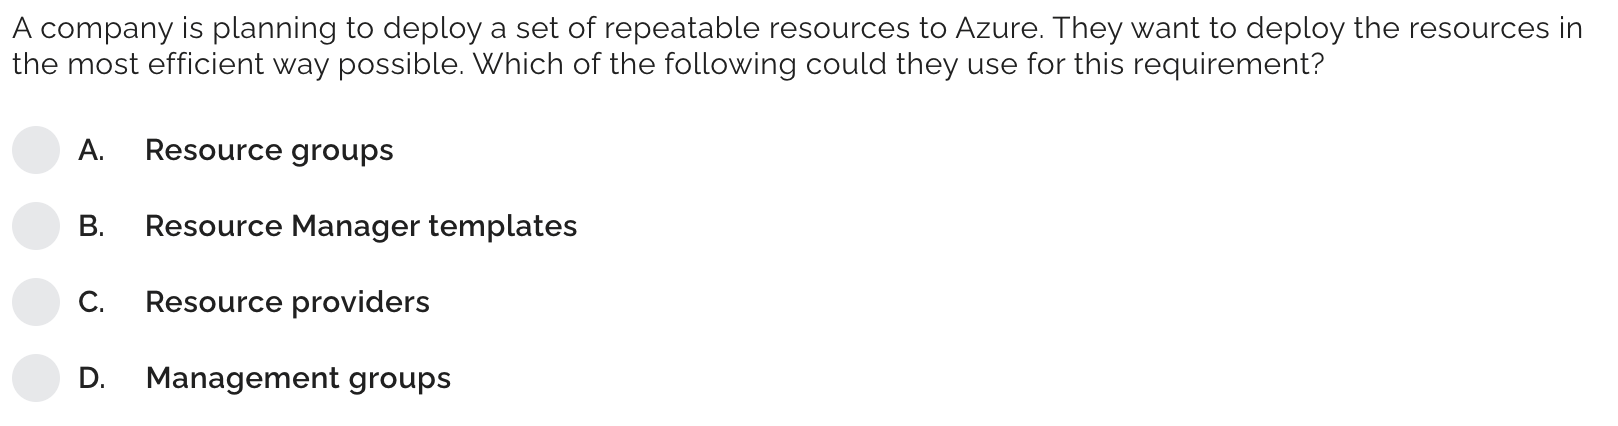 A company is planning to deploy a set of repeatable resources to Azure. They want to deploy the resources in
the most efficient way possible. Which of the following could they use for this requirement?
A. Resource groups
B. Resource Manager templates
C. Resource providers
D. Management groups